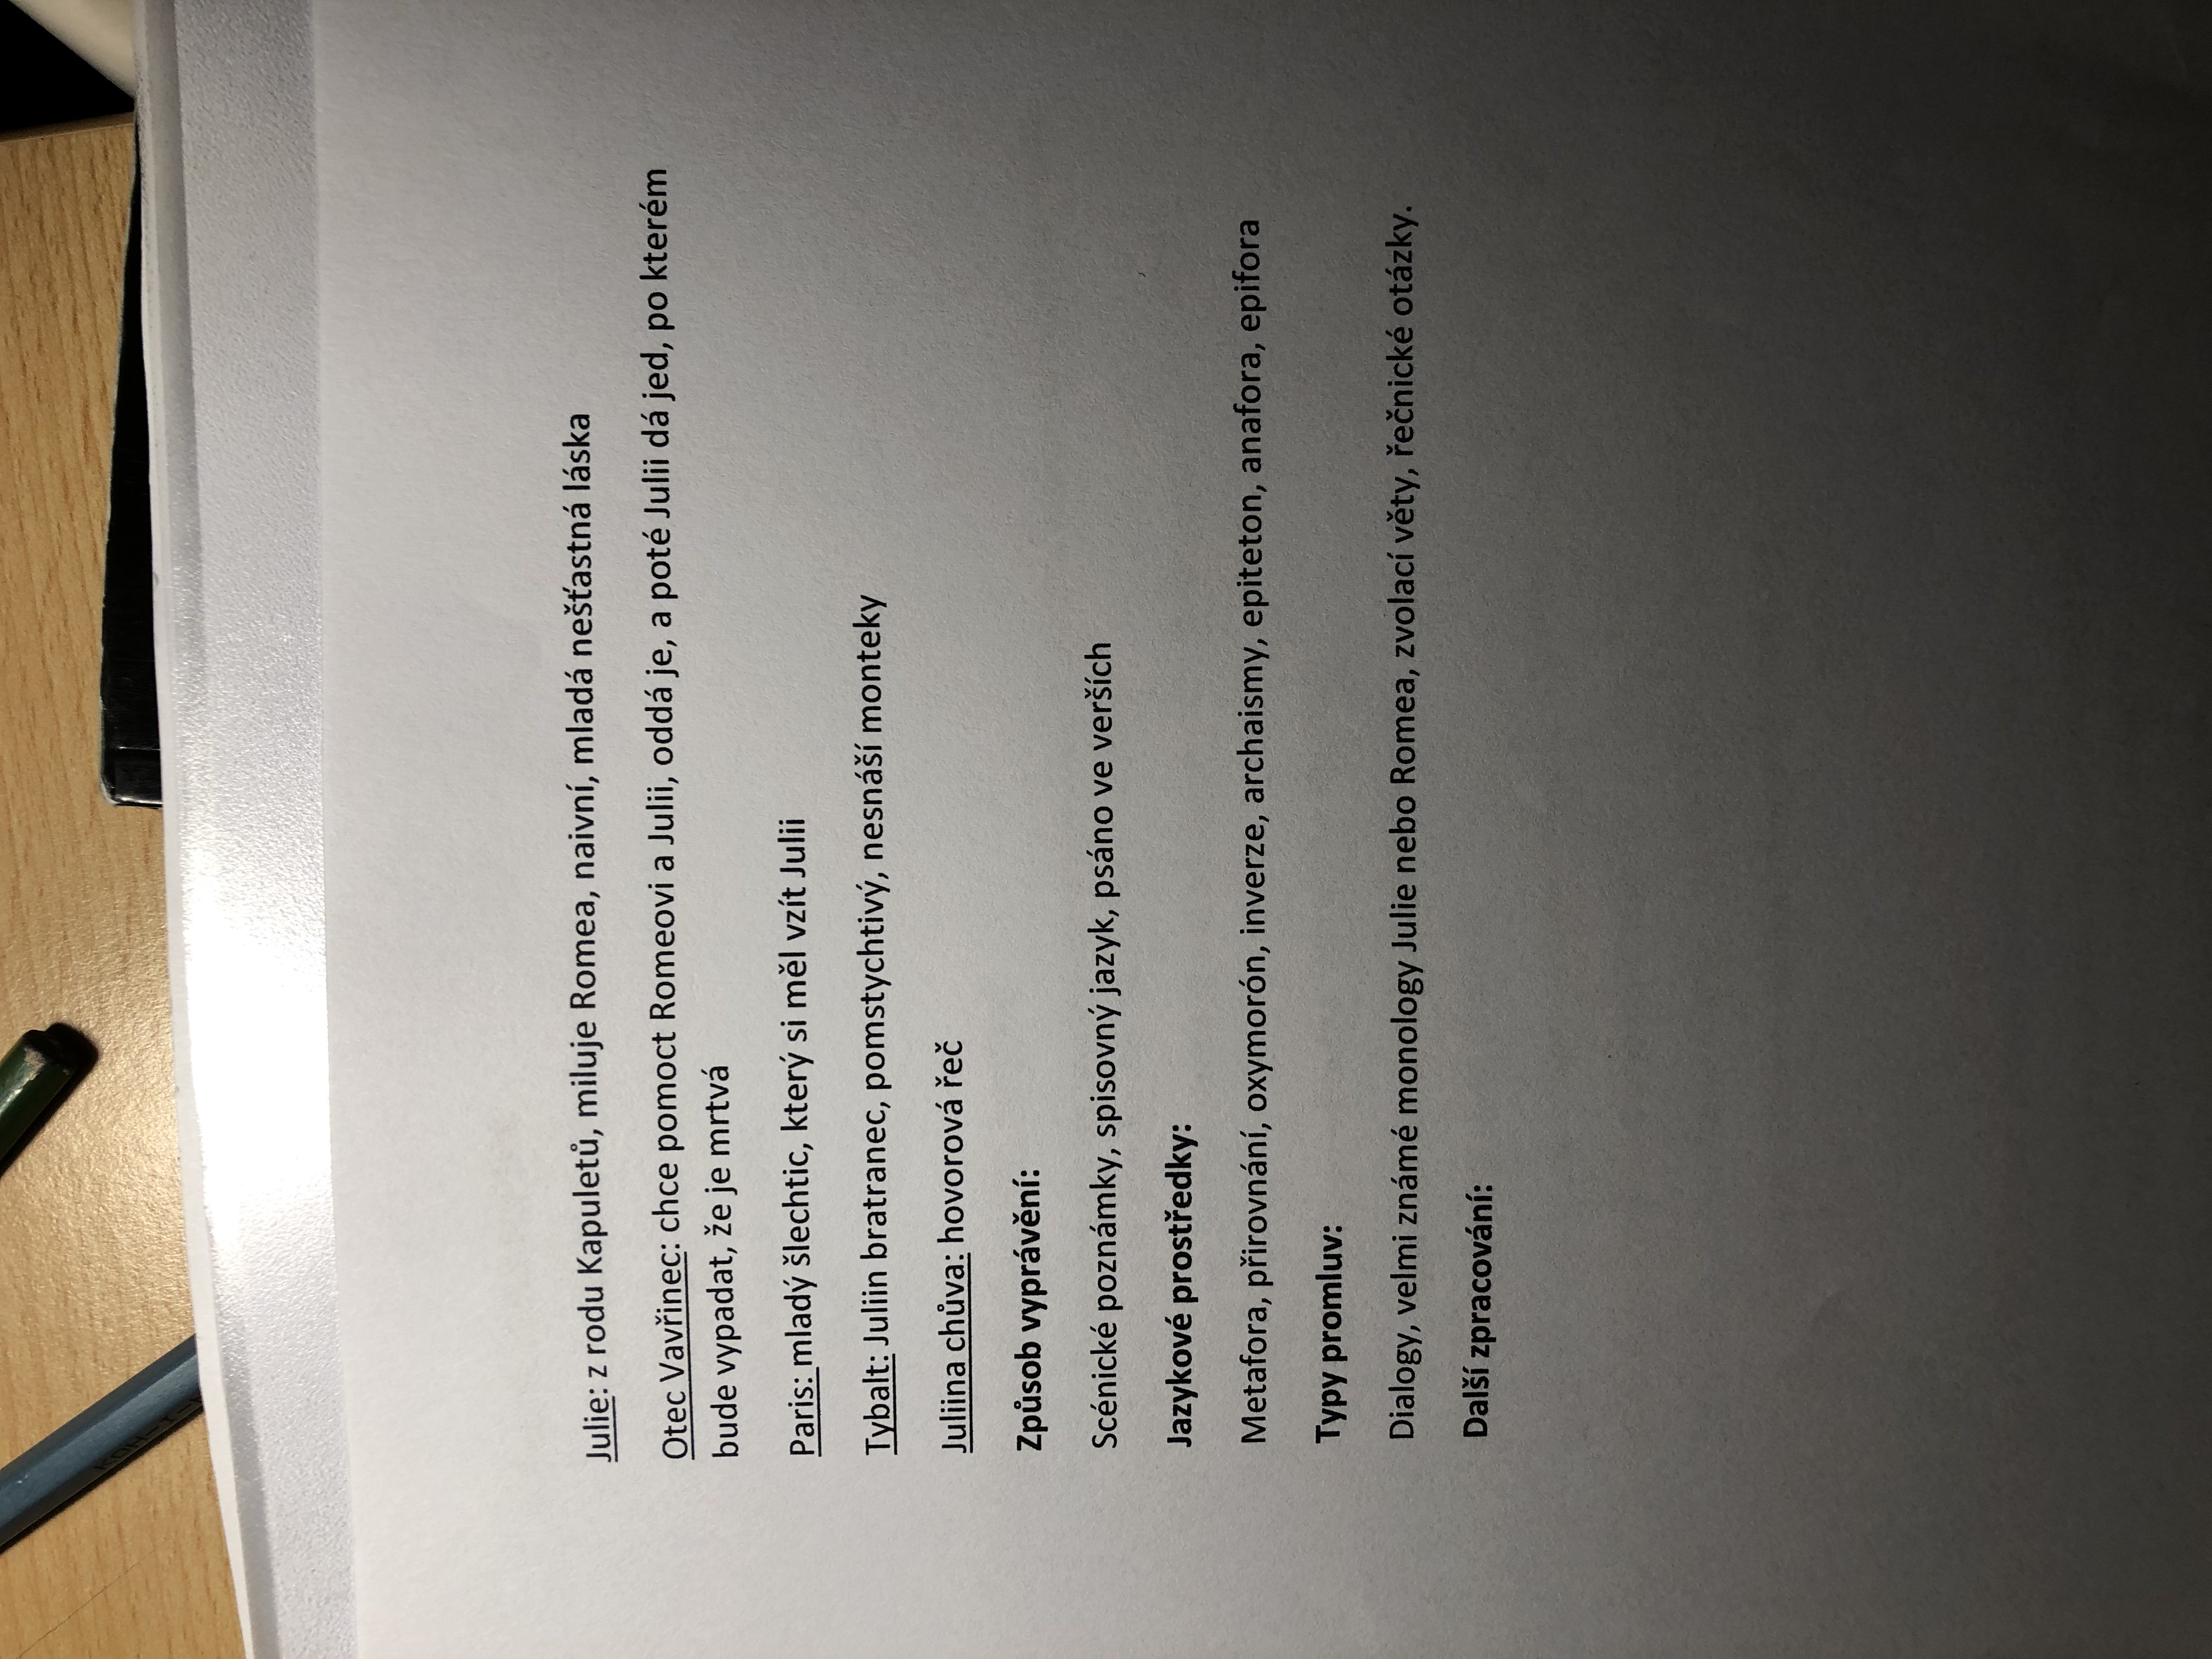 Julie: z rodu Kapuletů, miluje Romea, naivní, mladá nešťastná láska
Otec Vavřinec: chce pomoct Romeovi a Julii, oddá je, a poté Julii dá jed, po kterém
bude vypadat, že je mrtvá
Paris: mladý šlechtic, který si měl vzít Julii
Tybalt: Juliin bratranec, pomstychtivý, nesnáší monteky
Juliina chůva: hovorová řeč
Způsob vyprávění:
Scénické poznámky, spisovný jazyk, psáno ve verších
Jazykové prostředky:
Metafora, přirovnání, oxymorón, inverze, archaismy, epiteton, anafora, epifora
Typy promluv:
Dialogy, velmi známé monology Julie nebo Romea, zvolací věty, řečnické otázky.
Další zpracování: